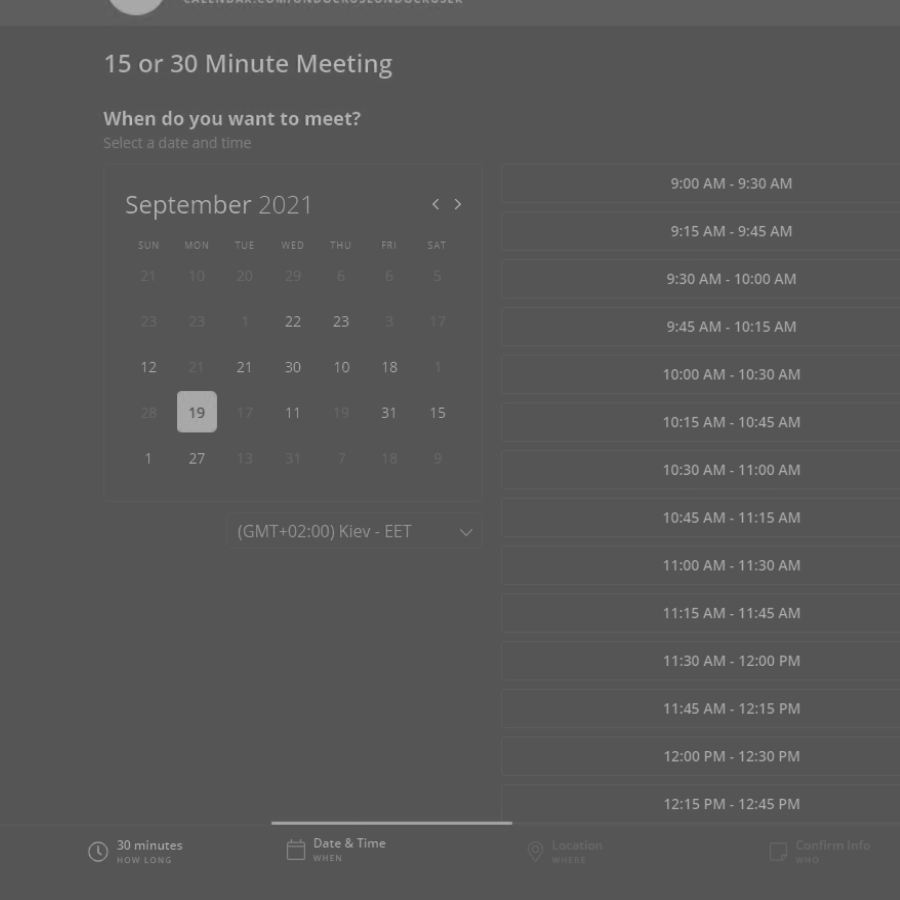 15 or 30 Minute Meeting
When do you want to meet?
Select a date and time
September 2021
SUN MON TUE WED THU FRI SAT
21 10 20 29 6 6 5
23 23 1 22 23 3 17
12 21 21 30 10 18 1
28 19 17 11 19 31 15
1 27 13 31 7 18 9
(GMT+02:00) Kiev - EET
9:00 AM - 9:30 AM
9:15 AM - 9:45 AM
9:30 AM - 10:00 AM
9:45 AM - 10:15 AM
10:00 AM - 10:30 AM
10:15 AM - 10:45 AM
10:30 AM - 11:00 AM
10:45 AM - 11:15 AM
11:00 AM - 11:30 AM
11:15 AM - 11:45 AM
11:30 AM - 12:00 PM
11:45 AM - 12:15 PM
12:00 PM - 12:30 PM
12:15 PM - 12:45 PM
30 minutes
HOW LONG
Date & Time
WHEN
Location
WHERE
Confirm Info
WHO